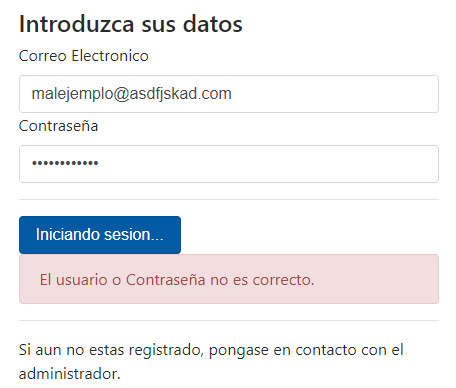 Introduzca sus datos
Correo Electronico
malejemplo@asdfjskad.com
Contraseña
••••••••••••
Iniciando sesion...
El usuario o Contraseña no es correcto.
Si aun no estas registrado, pongase en contacto con el
administrador.